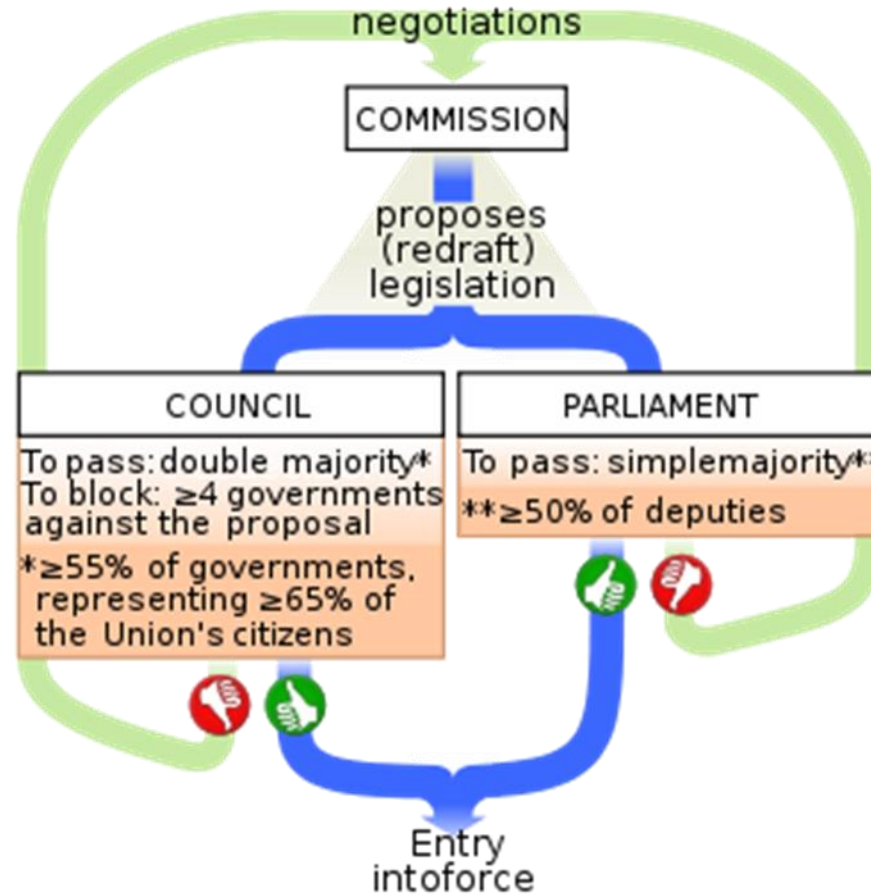 negotiations
COMMISSION
proposes
(redraft)
legislation
COUNCIL
To pass: double majority*
To block: ≥4 governments
against the proposal
*≥55% of governments,
representing ≥65% of
the Union's citizens
PARLIAMENT
To pass: simplemajority**
**≥50% of deputies
Entry
intoforce